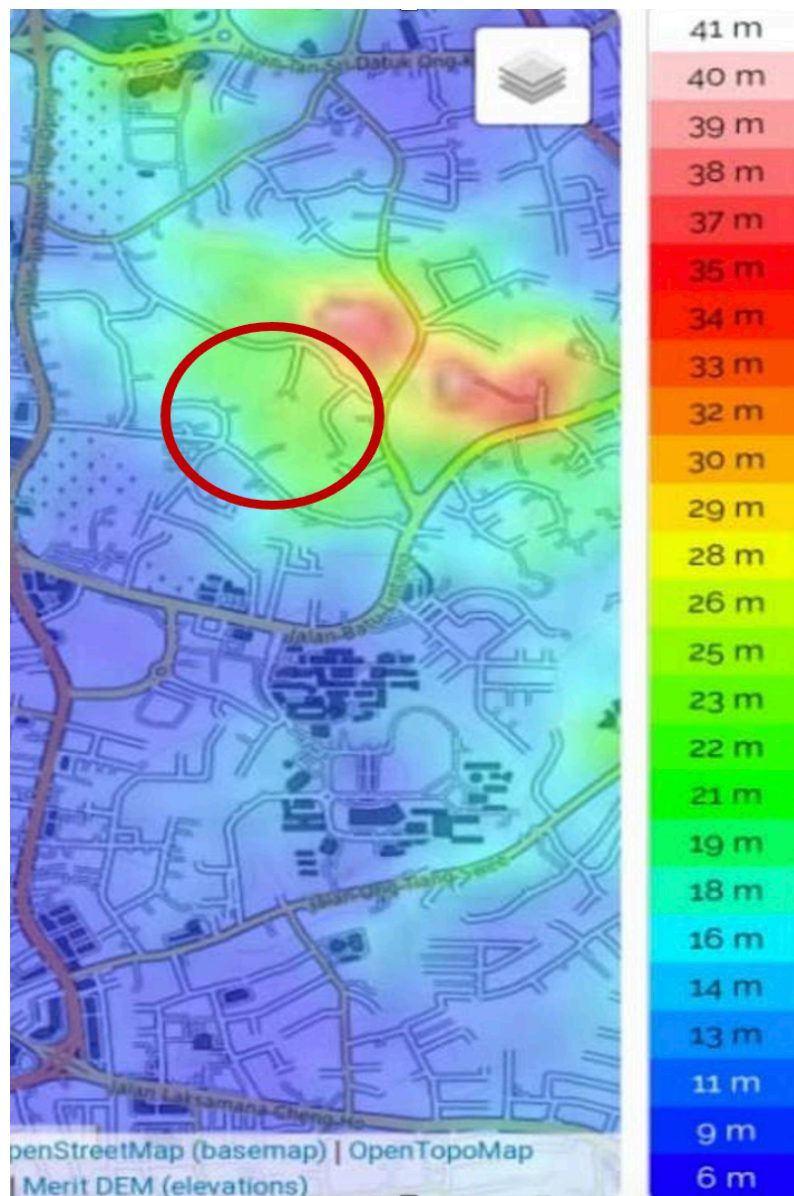 Jalan-Tan-Sri-Datuk-Ong-K
Jalan-Batu-Lintang
Jalan-Ong-Tiang-Swee
Jalan Laksamana Cheng Ho
penStreetMap (basemap) | OpenTopoMap
| Merit DEM (elevations)
41 m
40 m
39 m
38 m
37 m
35 m
34 m
33 m
32 m
30 m
29 m
28 m
26 m
25 m
23 m
22 m
21 m
19 m
18 m
16 m
14 m
13 m
11 m
9 m
6 m